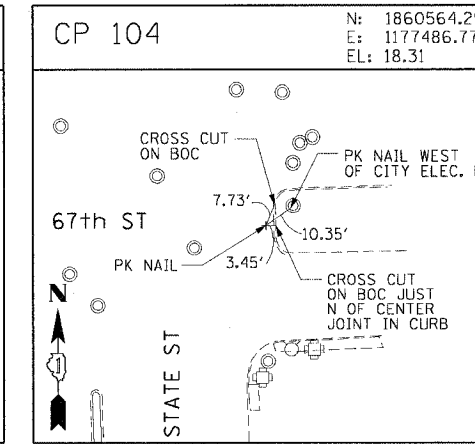 CP 104
N: 1860564.29
E: 1177486.77
EL: 18.31
CROSS CUT
ON BOC
PK NAIL WEST
OF CITY ELEC.
7.73'
67th ST
10.35'
PK NAIL
3.45'
CROSS CUT
ON BOC JUST
N OF CENTER
JOINT IN CURB
N
1
STATE ST